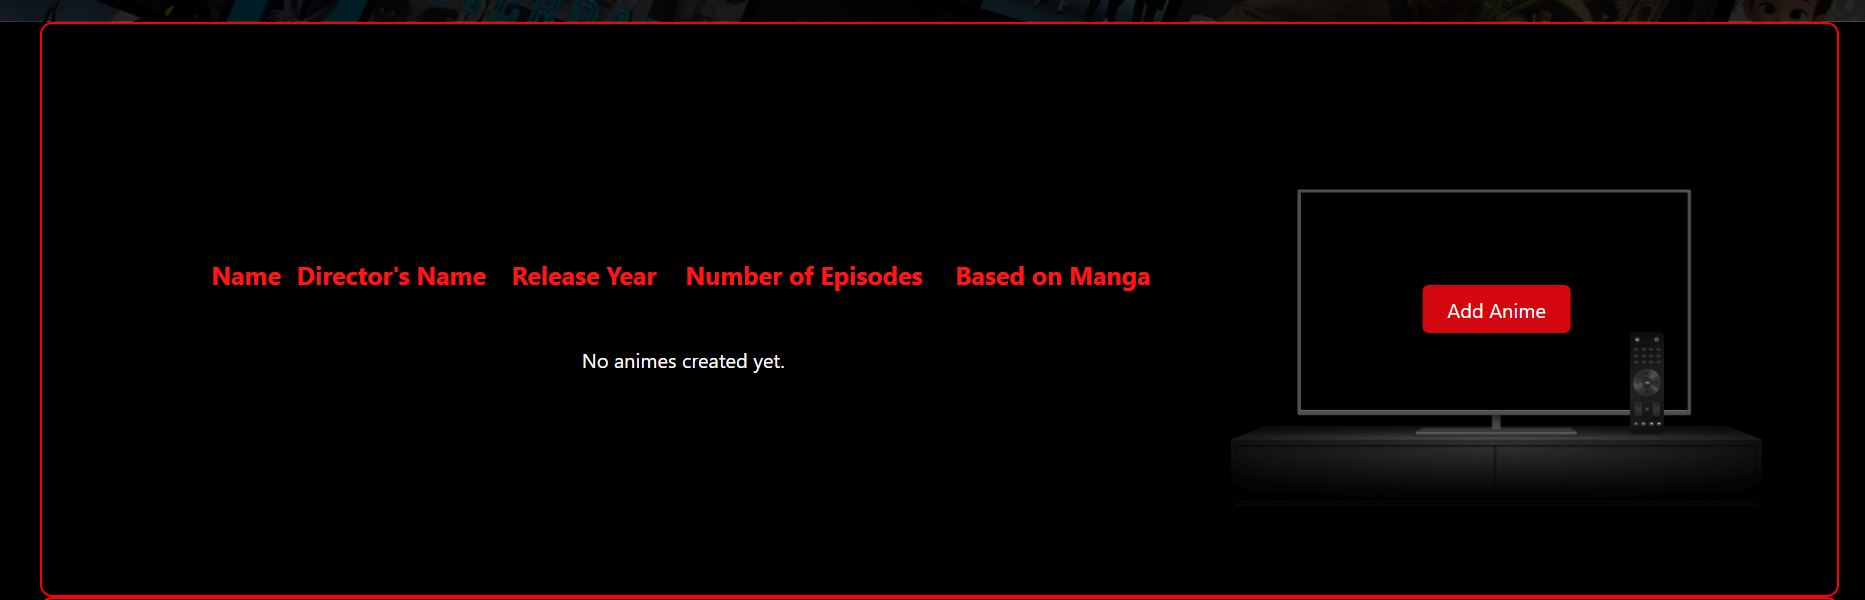 Name Director's Name Release Year Number of Episodes Based on Manga
Add Anime
No animes created yet.